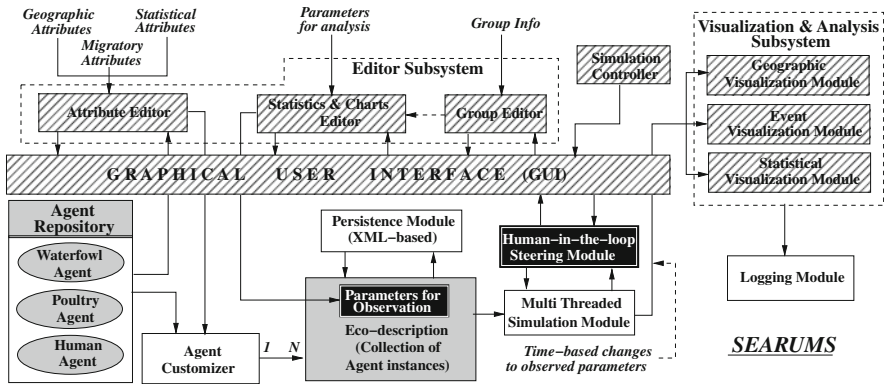 Geographic
Attributes
Statistical
Attributes
Migratory
Attributes
Parameters
for analysis
Group Info
Editor Subsystem
Simulation
Controller
Visualization & Analysis
Subsystem
Geographic
Visualization Module
Attribute Editor
Statistics & Charts
Editor
Group Editor
Event
Visualization Module
Statistical
Visualization Module
GRAPHICAL USER INTERFACE (GUI)
Agent
Repository
Waterfowl
Agent
Poultry
Agent
Human
Agent
Persistence Module
(XML−based)
Human−in−the−loop
Steering Module
Logging Module
Parameters for
Observation
Eco−description
(Collection of
Agent instances)
Multi Threaded
Simulation Module
Agent
Customizer
1 N
Time−based changes
to observed parameters
SEARUMS